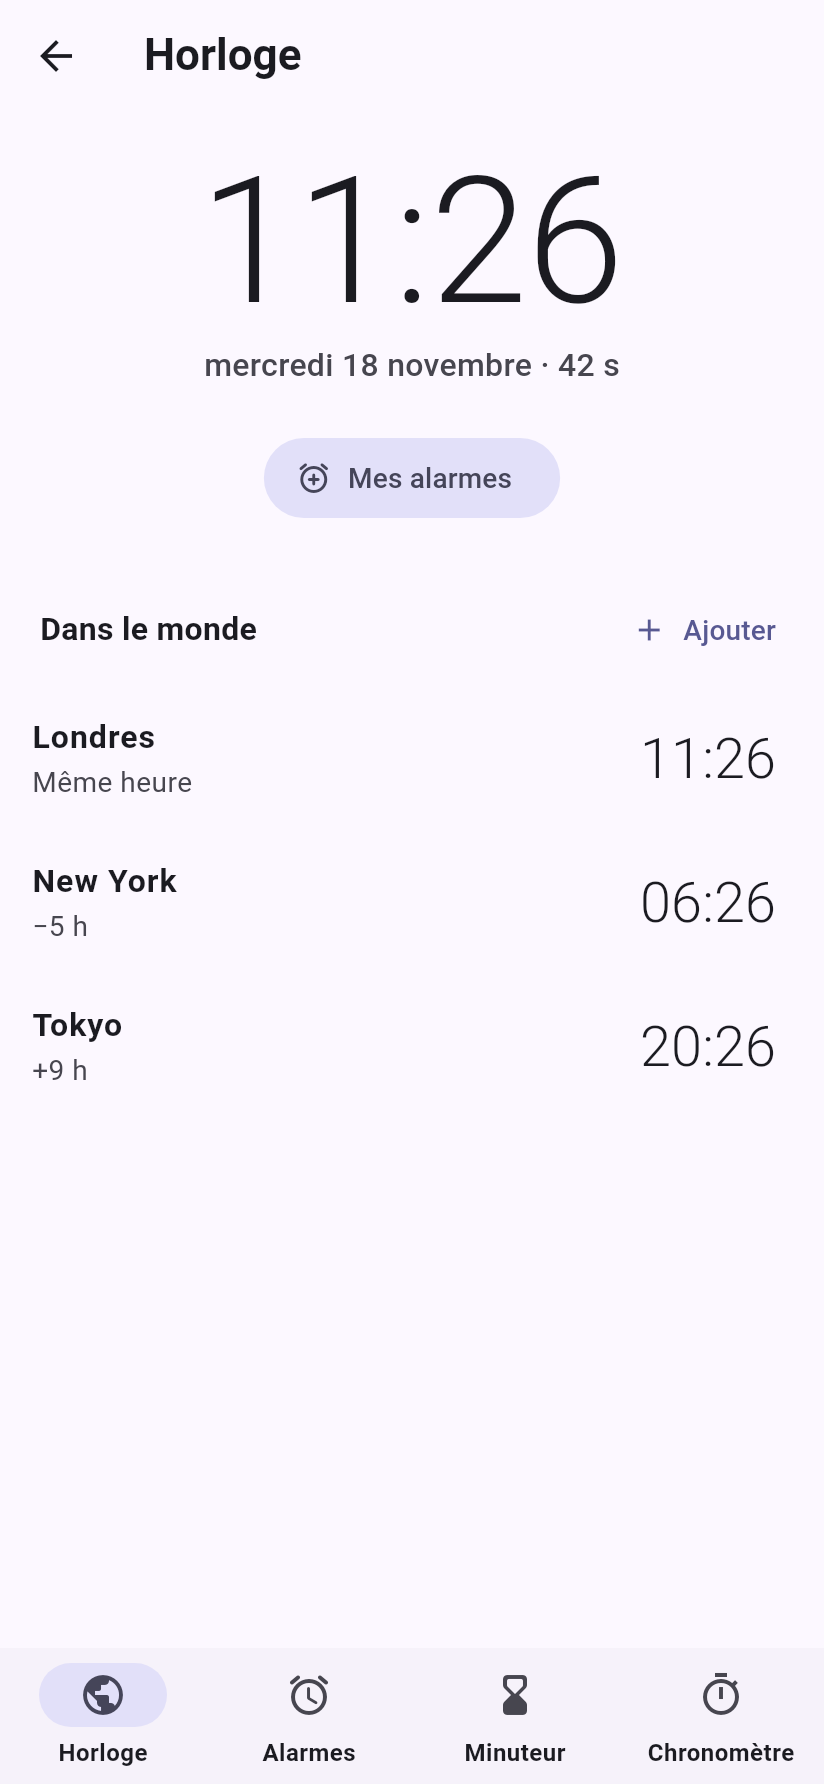 Horloge
11:26
mercredi 18 novembre · 42 s
Mes alarmes
Dans le monde
Ajouter
Londres
Même heure
11:26
New York
−5 h
06:26
Tokyo
+9 h
20:26
Horloge
Alarmes
Minuteur
Chronomètre